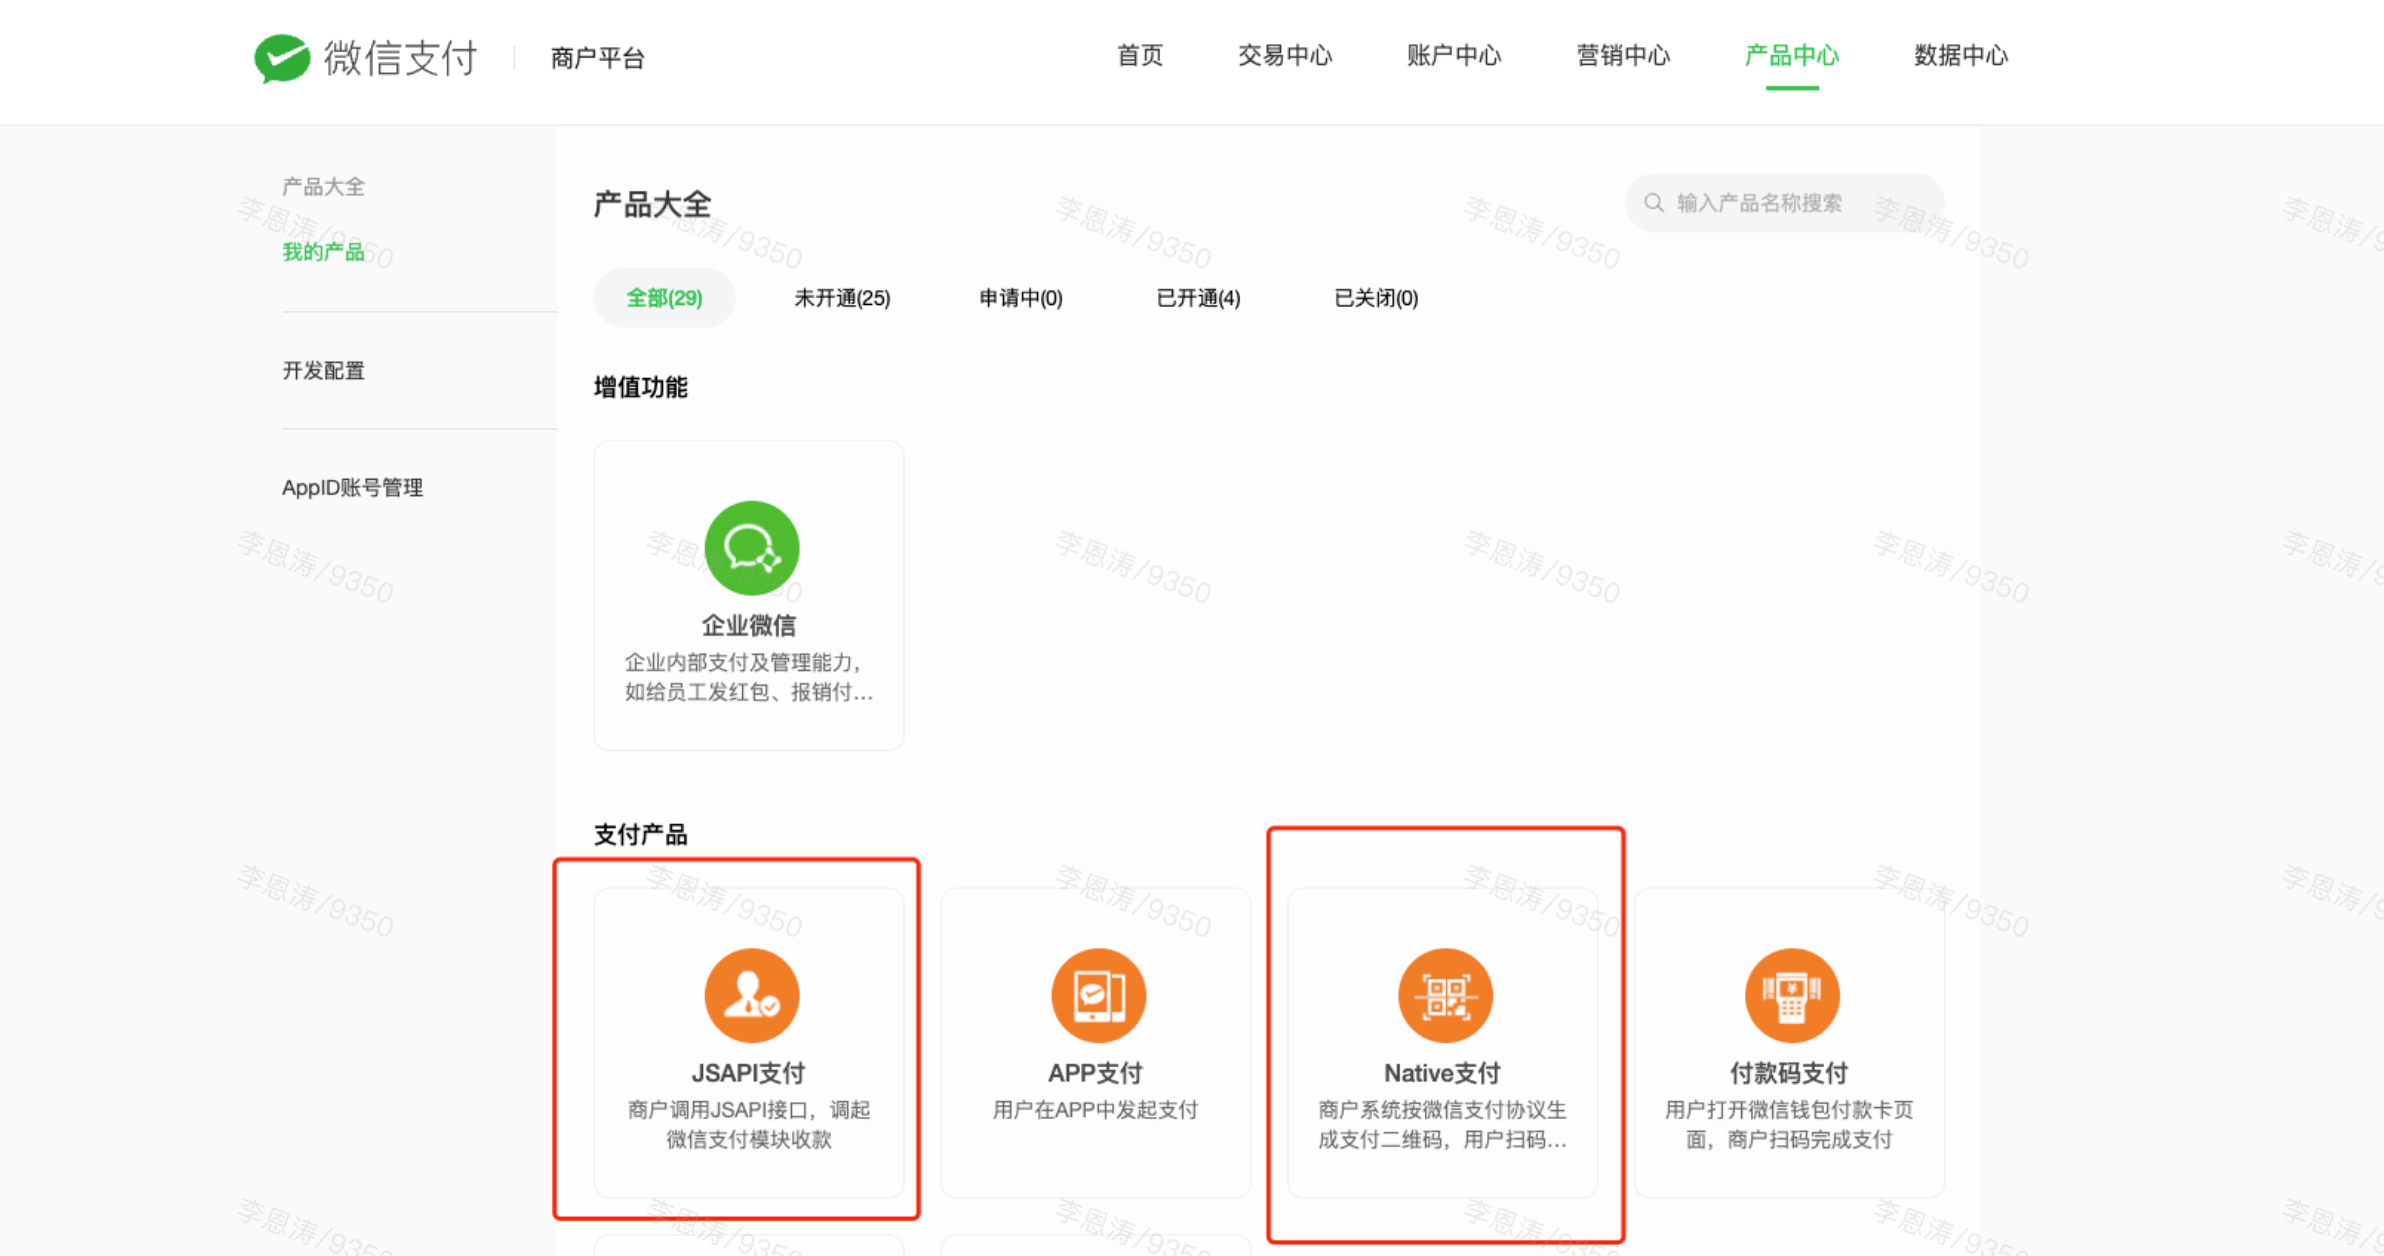 微信支付 商户平台 首页 交易中心 账户中心 营销中心 产品中心 数据中心
产品大全
我的产品
开发配置
AppID账号管理
产品大全
输入产品名称搜索
全部(29) 未开通(25) 申请中(0) 已开通(4) 已关闭(0)
增值功能
企业微信
企业内部支付及管理能力，
如给员工发红包、报销付...
支付产品
JSAPI支付
商户调用JSAPI接口，调起
微信支付模块收款
APP支付
用户在APP中发起支付
Native支付
商户系统按微信支付协议生
成支付二维码，用户扫码...
付款码支付
用户打开微信钱包付款卡页
面，商户扫码完成支付
李恩涛/9350